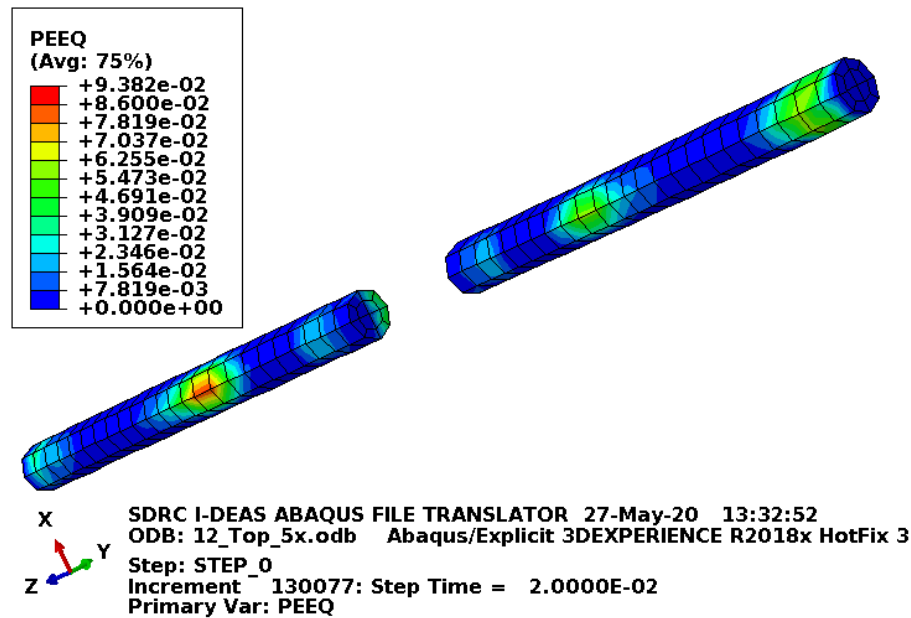 PEEQ
(Avg: 75%)
+9.382e-02
+8.600e-02
+7.819e-02
+7.037e-02
+6.255e-02
+5.473e-02
+4.691e-02
+3.909e-02
+3.127e-02
+2.346e-02
+1.564e-02
+7.819e-03
+0.000e+00
X
Y
Z
SDRC I-DEAS ABAQUS FILE TRANSLATOR 27-May-20 13:32:52
ODB: 12_Top_5x.odb Abaqus/Explicit 3DEXPERIENCE R2018x HotFix 3
Step: STEP_0
Increment 130077: Step Time = 2.0000E-02
Primary Var: PEEQ